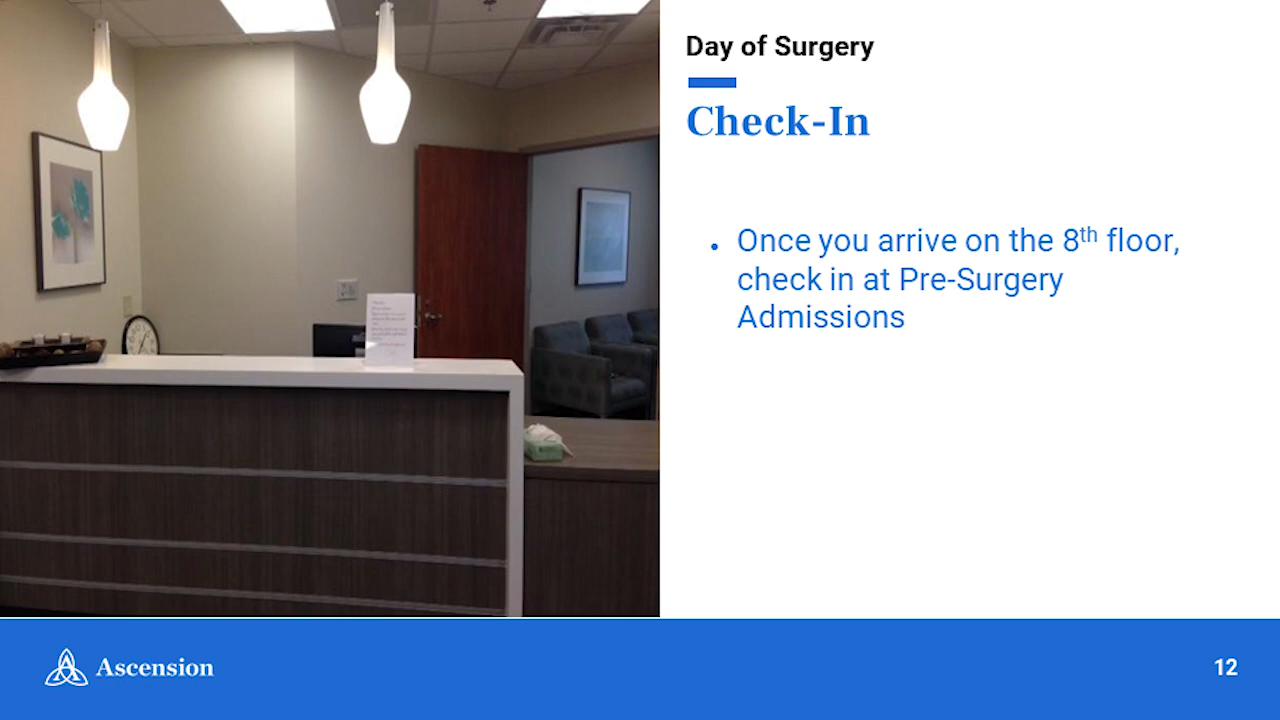 Day of Surgery
Check-In
• Once you arrive on the 8th floor,
check in at Pre-Surgery
Admissions
Ascension
12